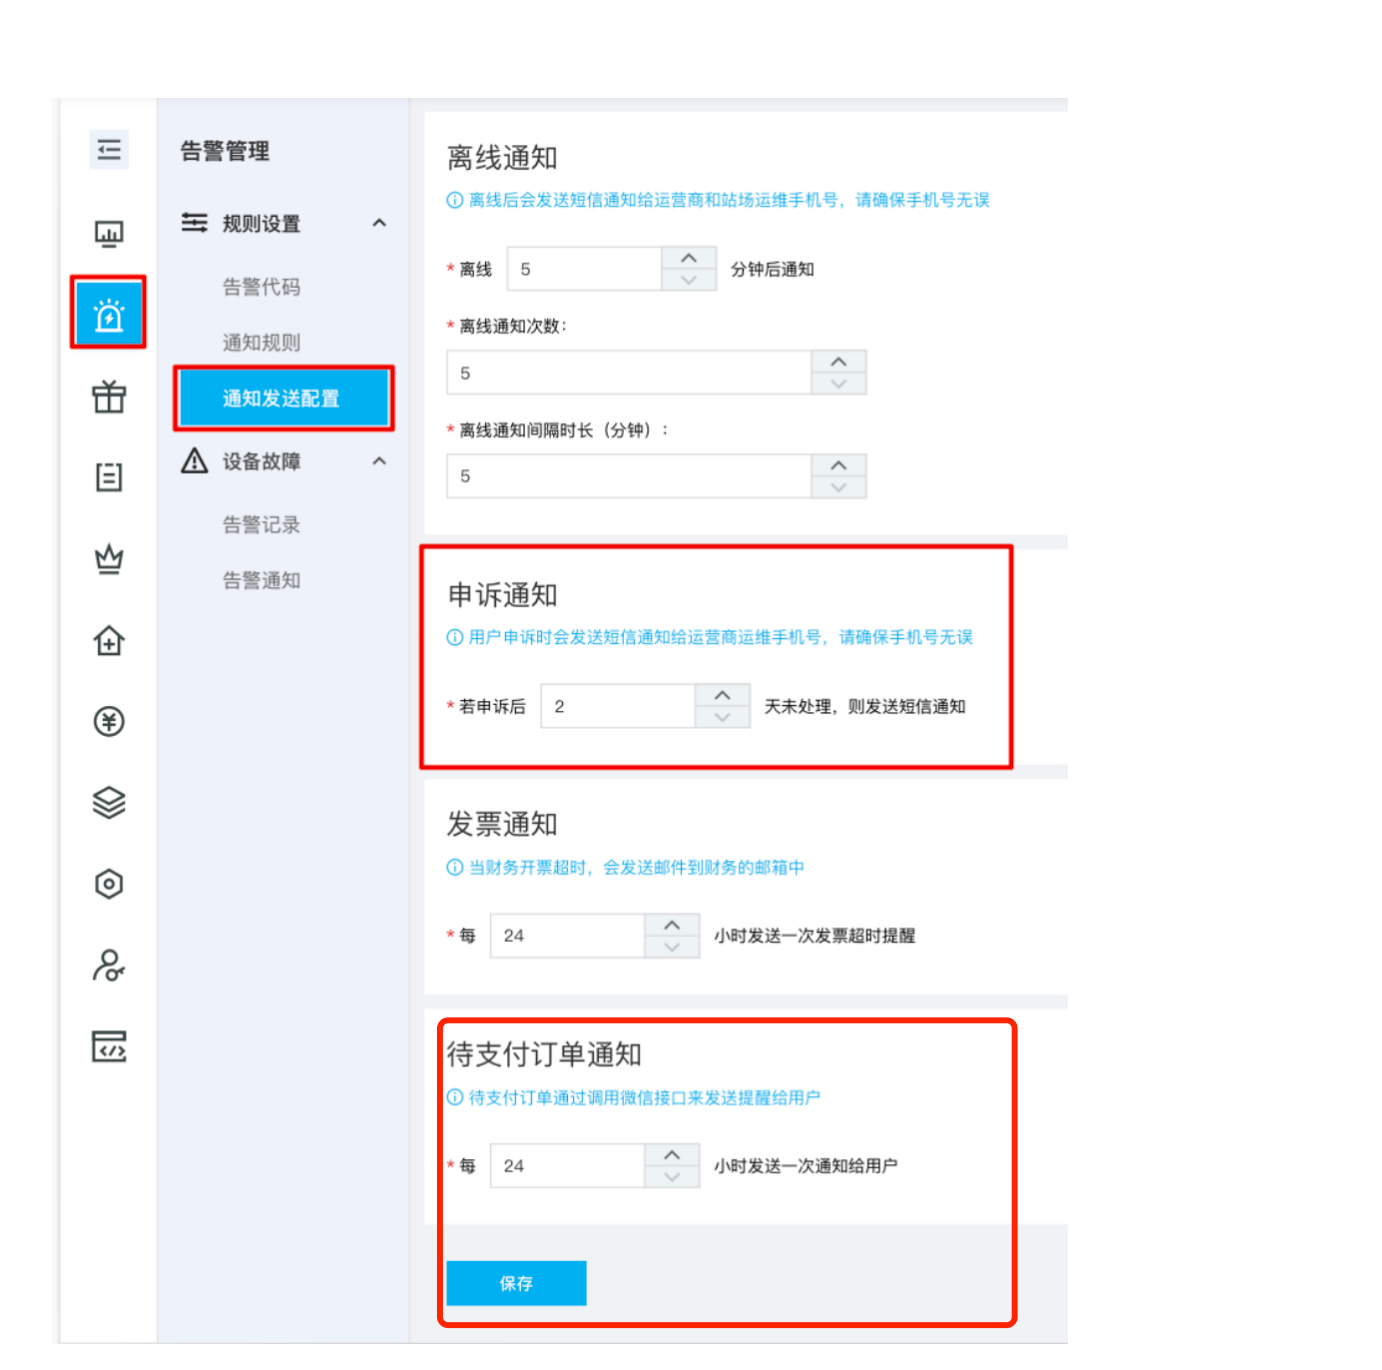 告警管理
规则设置
告警代码
通知规则
通知发送配置
设备故障
告警记录
告警通知
离线通知
离线后会发送短信通知给运营商和站场运维手机号，请确保手机号无误
* 离线 5 分钟后通知
* 离线通知次数：
5
* 离线通知间隔时长（分钟）：
5
申诉通知
用户申诉时会发送短信通知给运营商运维手机号，请确保手机号无误
* 若申诉后 2 天未处理，则发送短信通知
发票通知
当财务开票超时，会发送邮件到财务的邮箱中
* 每 24 小时发送一次发票超时提醒
待支付订单通知
待支付订单通过调用微信接口来发送提醒给用户
* 每 24 小时发送一次通知给用户
保存